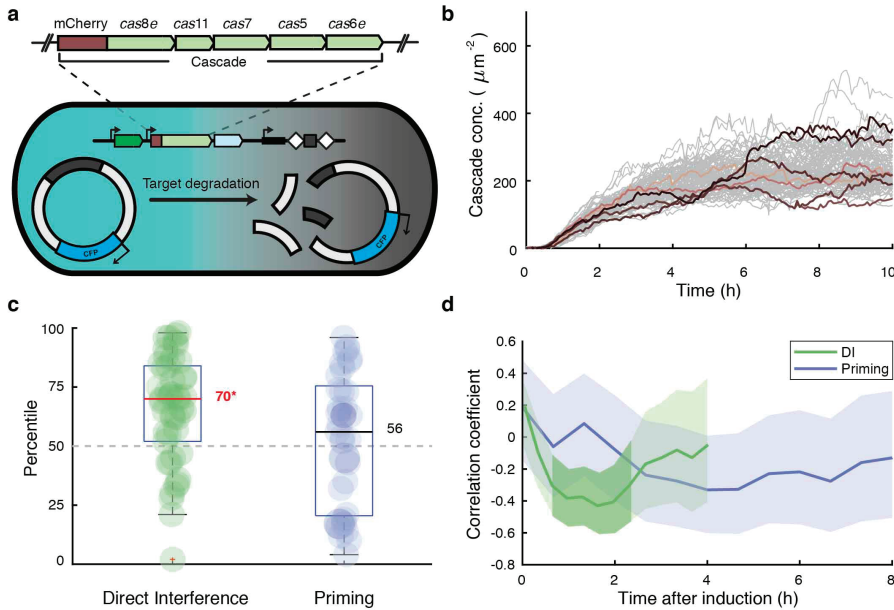 a
mCherry cas8e cas11 cas7 cas5 cas6e
Cascade
Target degradation
CFP
CFP
b
Cascade conc. ( μm⁻²)
600
400
200
0
0 2 4 6 8 10
Time (h)
c
Percentile
100
75
50
25
0
70*
56
Direct Interference Priming
d
Correlation coefficient
0.6
0.4
0.2
0
-0.2
-0.4
-0.6
-0.8
DI
Priming
0 2 4 6 8
Time after induction (h)